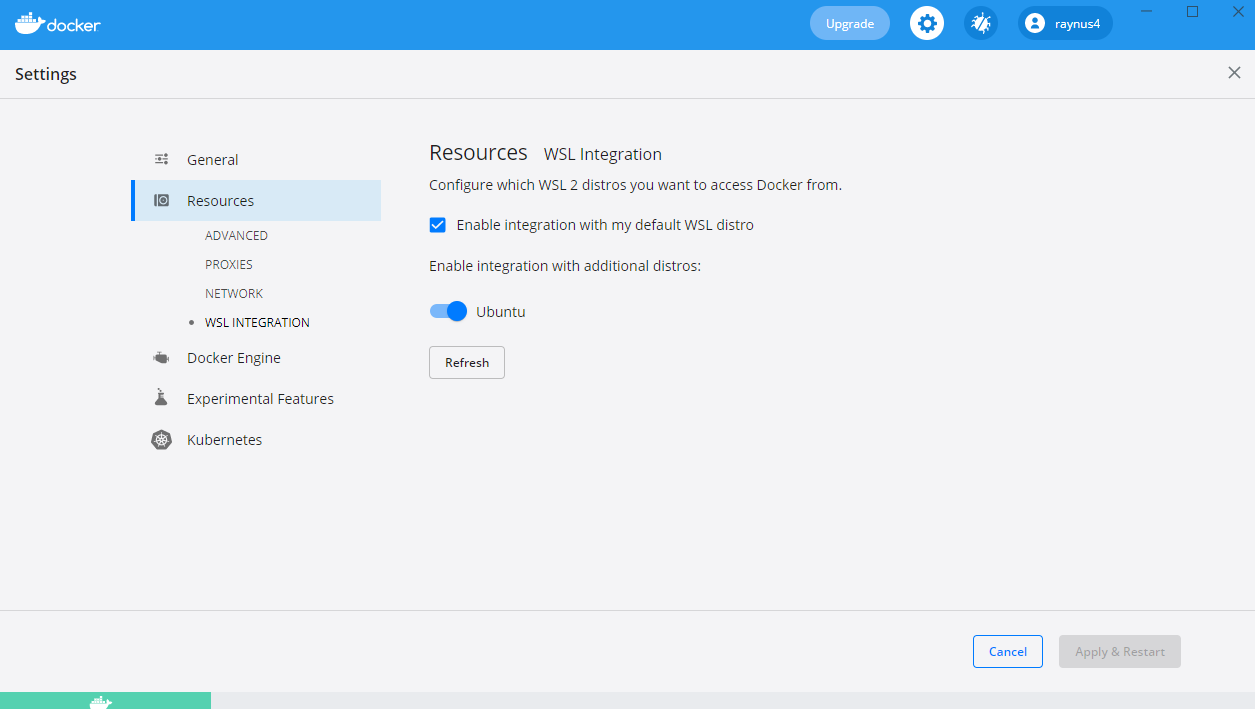 docker
Upgrade
raynus4
Settings
General
Resources
ADVANCED
PROXIES
NETWORK
WSL INTEGRATION
Docker Engine
Experimental Features
Kubernetes
Resources WSL Integration
Configure which WSL 2 distros you want to access Docker from.
Enable integration with my default WSL distro
Enable integration with additional distros:
Ubuntu
Refresh
Cancel
Apply & Restart